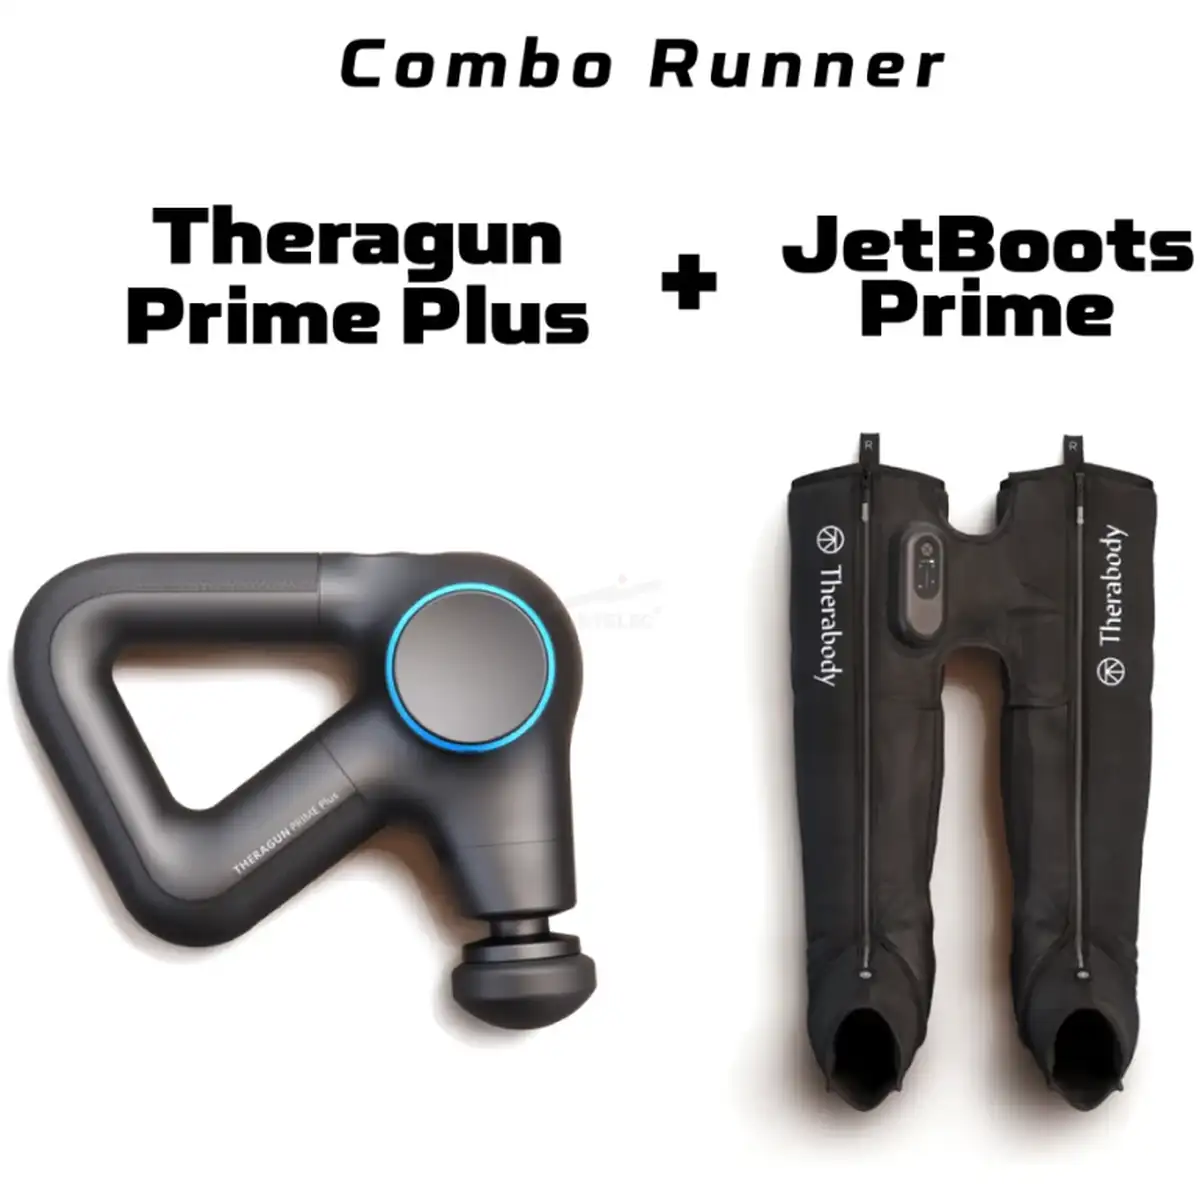 Combo Runner
Theragun
Prime Plus
+
JetBoots
Prime
R
R
Therabody
Therabody
THERAGUN PRIME Plus